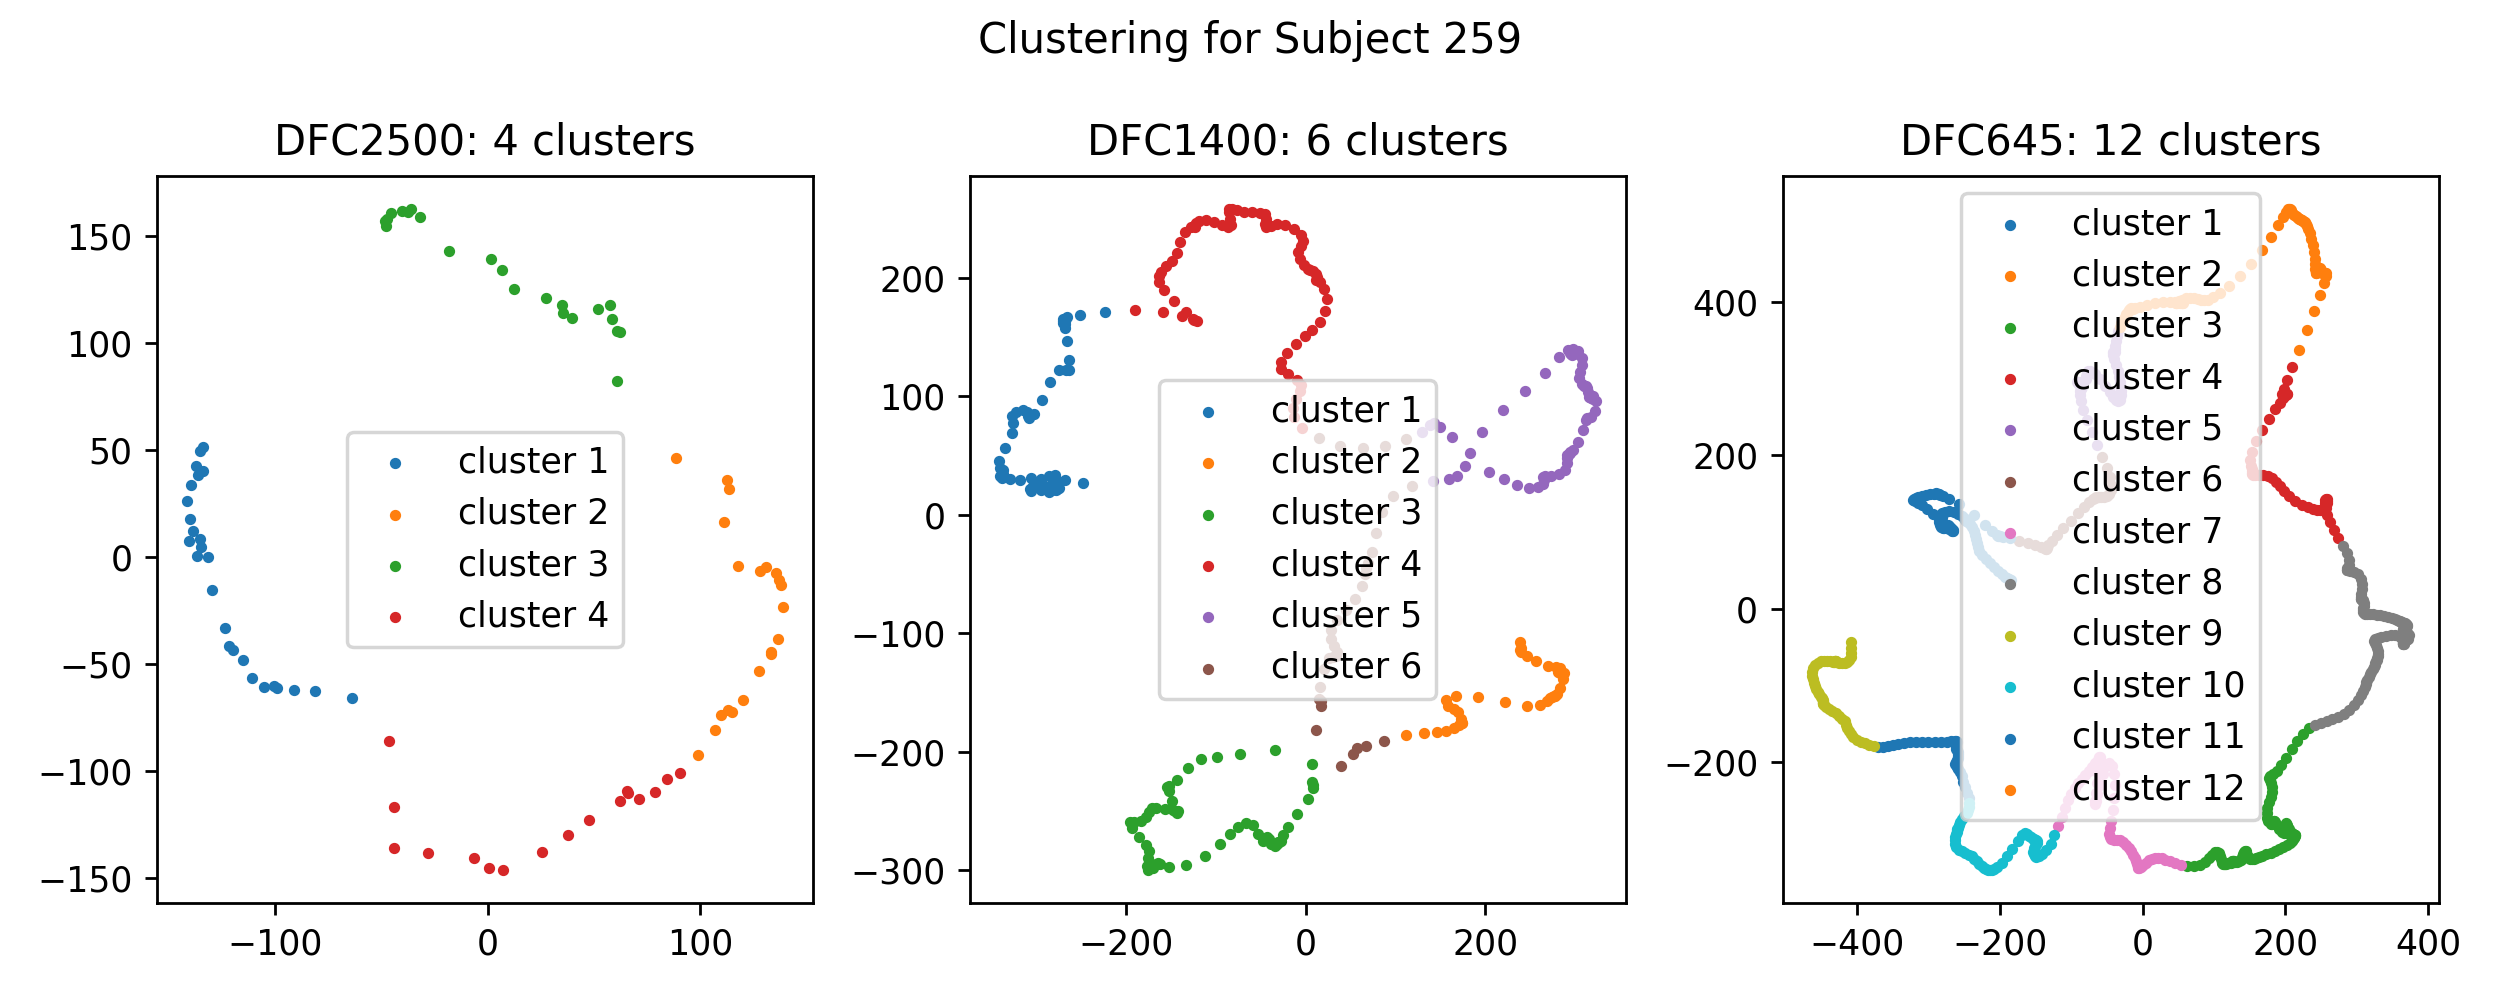 Clustering for Subject 259
DFC2500: 4 clusters
150
100
50
0
−50
−100
−150
−100
0
100
cluster 1
cluster 2
cluster 3
cluster 4
DFC1400: 6 clusters
200
100
0
−100
−200
−300
−200
0
200
cluster 1
cluster 2
cluster 3
cluster 4
cluster 5
cluster 6
DFC645: 12 clusters
400
200
0
−200
−400
−200
0
200
400
cluster 1
cluster 2
cluster 3
cluster 4
cluster 5
cluster 6
cluster 7
cluster 8
cluster 9
cluster 10
cluster 11
cluster 12